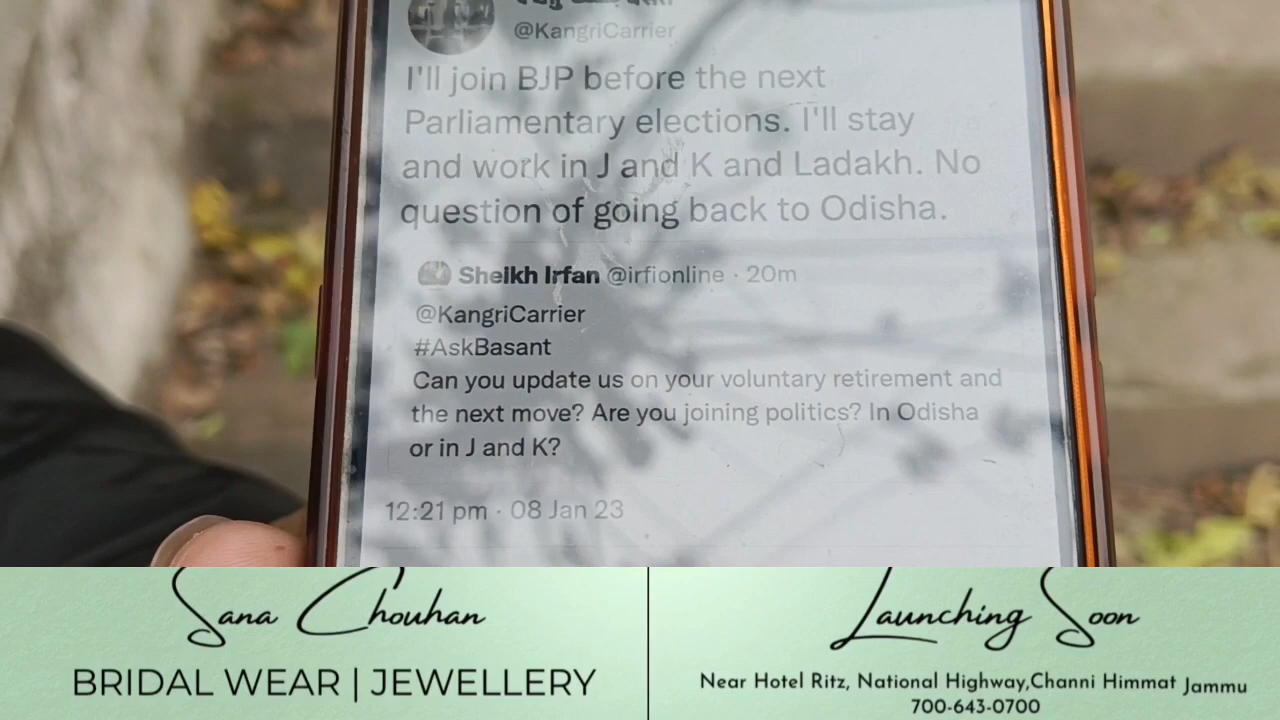 @KangriCarrier
I'll join BJP before the next
Parliamentary elections. I'll stay
and work in J and K and Ladakh. No
question of going back to Odisha.
Sheikh Irfan @irfionline · 20m
@KangriCarrier
#AskBasant
Can you update us on your voluntary retirement and
the next move? Are you joining politics? In Odisha
or in J and K?
12:21 pm · 08 Jan 23
Sana Chouhan
BRIDAL WEAR | JEWELLERY
Launching Soon
Near Hotel Ritz, National Highway,Channi Himmat Jammu
700-643-0700